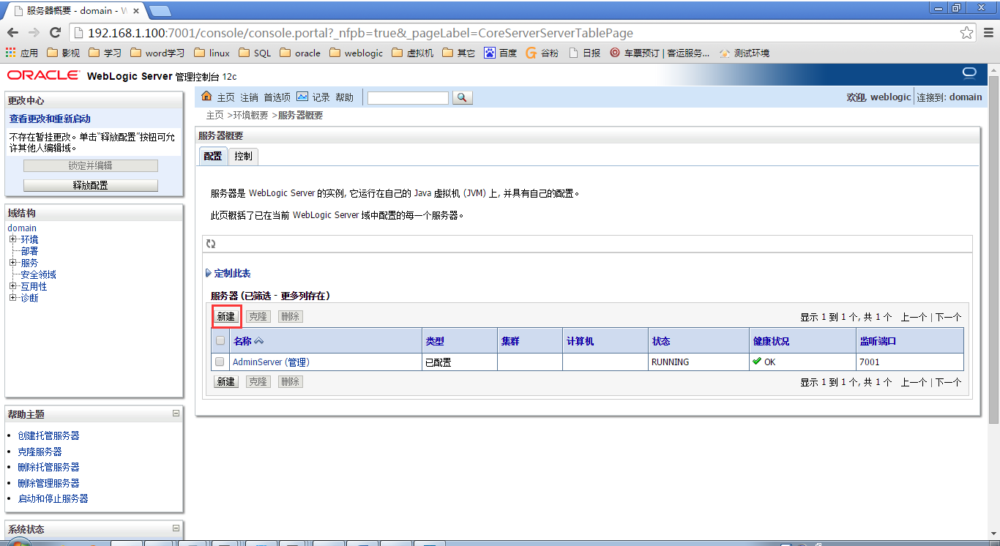 服务器概要 - domain - W
192.168.1.100:7001/console/console.portal?_nfpb=true&_pageLabel=CoreServerServerTablePage
应用 影视 学习 word学习 linux SQL oracle weblogic 虚拟机 其它 百度 谷粉 日报 车票预订 | 客运服务... 测试环境
ORACLE WebLogic Server 管理控制台 12c
更改中心
查看更改和重新启动
不存在暂挂更改。单击"释放配置"按钮可允
许其他人编辑域。
锁定并编辑
释放配置
域结构
domain
环境
部署
服务
安全领域
互用性
诊断
帮助主题
创建托管服务器
克隆服务器
删除托管服务器
删除管理服务器
启动和停止服务器
系统状态
主页 注销 首选项 记录 帮助
欢迎, weblogic 连接到: domain
主页 >环境概要 >服务器概要
服务器概要
配置 控制
服务器是 WebLogic Server 的实例, 它运行在自己的 Java 虚拟机 (JVM) 上, 并具有自己的配置。
此页概括了已在当前 WebLogic Server 域中配置的每一个服务器。
定制此表
服务器 (已筛选 - 更多列存在)
新建 克隆 删除 显示 1 到 1 个, 共 1 个 上一个 | 下一个
名称 类型 集群 计算机 状态 健康状况 监听端口
AdminServer (管理) 已配置 RUNNING OK 7001
新建 克隆 删除 显示 1 到 1 个, 共 1 个 上一个 | 下一个